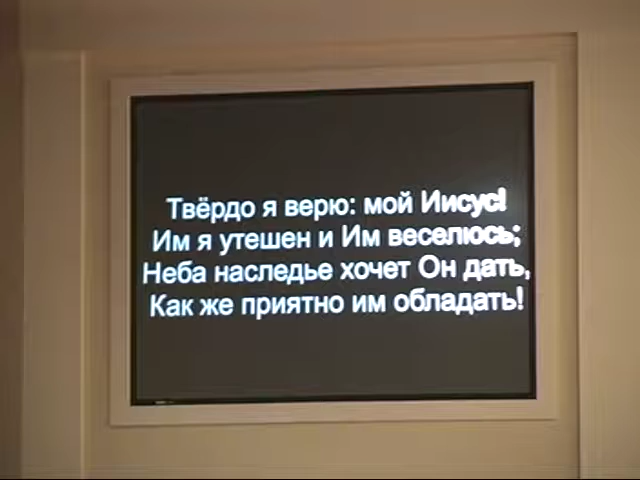 Твёрдо я верю: мой Иисус!
Им я утешен и Им веселюсь;
Неба наследье хочет Он дать,
Как же приятно им обладать!